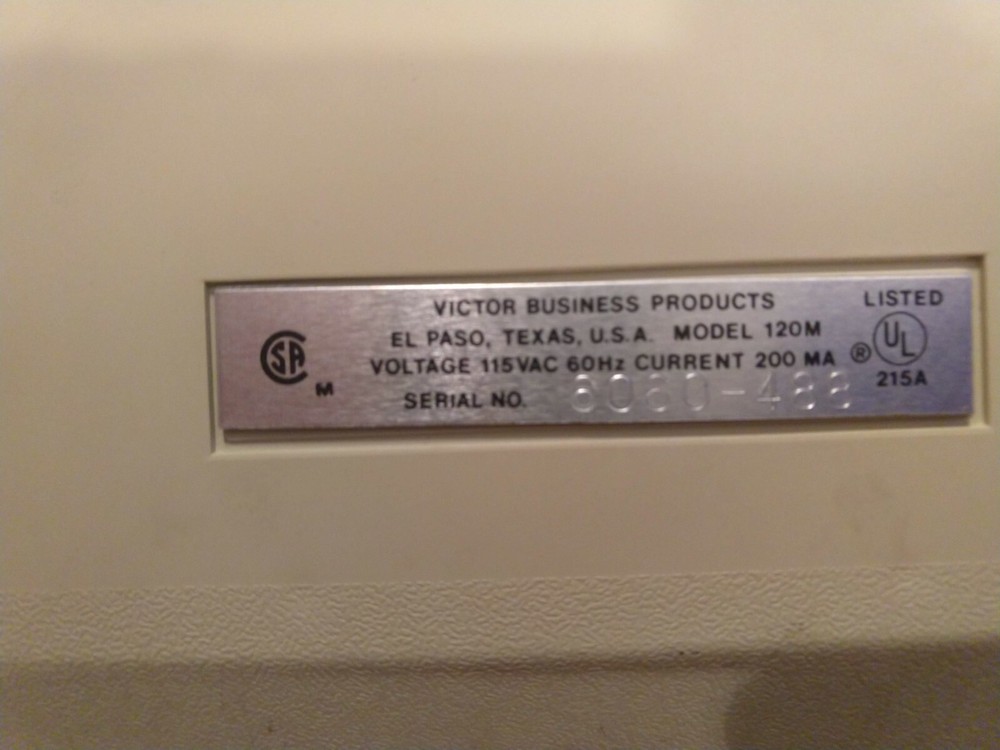 VICTOR BUSINESS PRODUCTS
EL PASO, TEXAS, U.S.A. MODEL 120M
VOLTAGE 115VAC 60Hz CURRENT 200 MA
SERIAL NO.
SA
M
LISTED
UL
®
215A